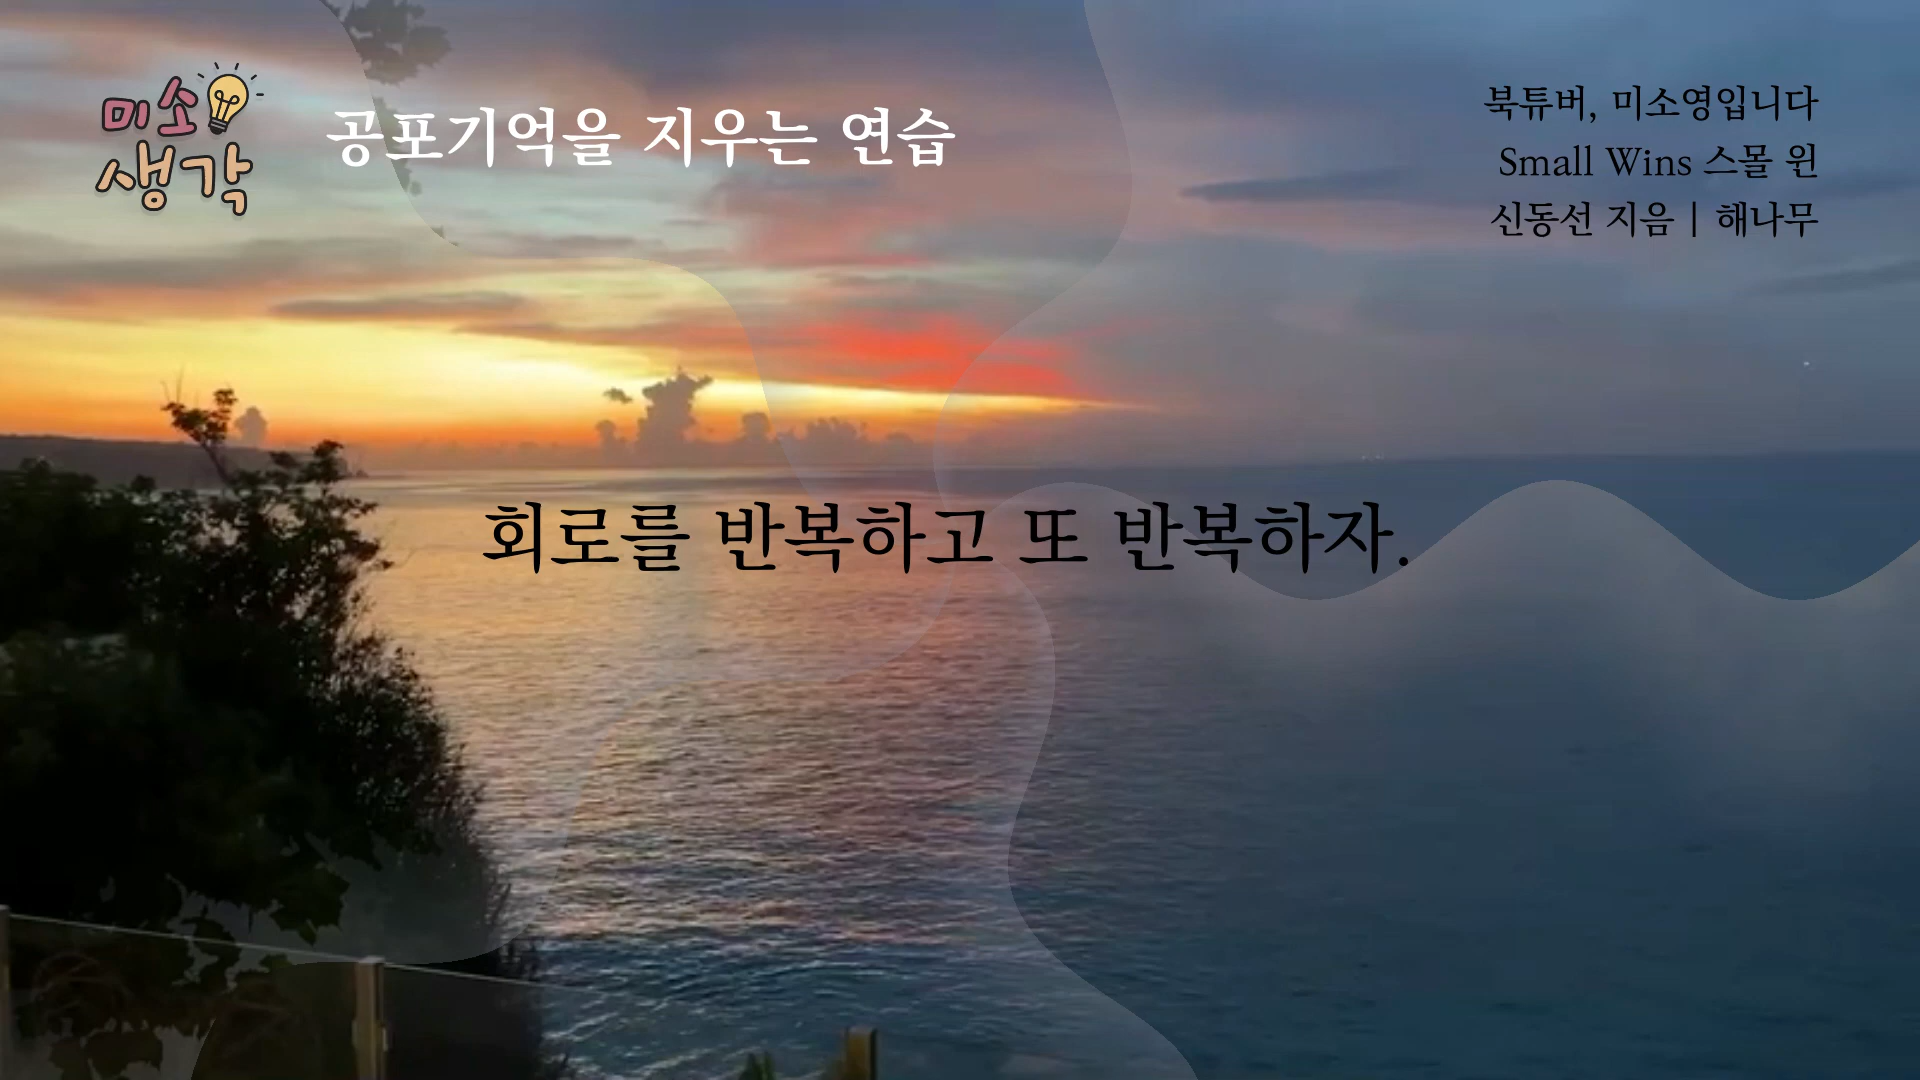 미소
생각
공포기억을 지우는 연습
북튜버, 미소영입니다
Small Wins 스몰 윈
신동선 지음 | 해나무
회로를 반복하고 또 반복하자.